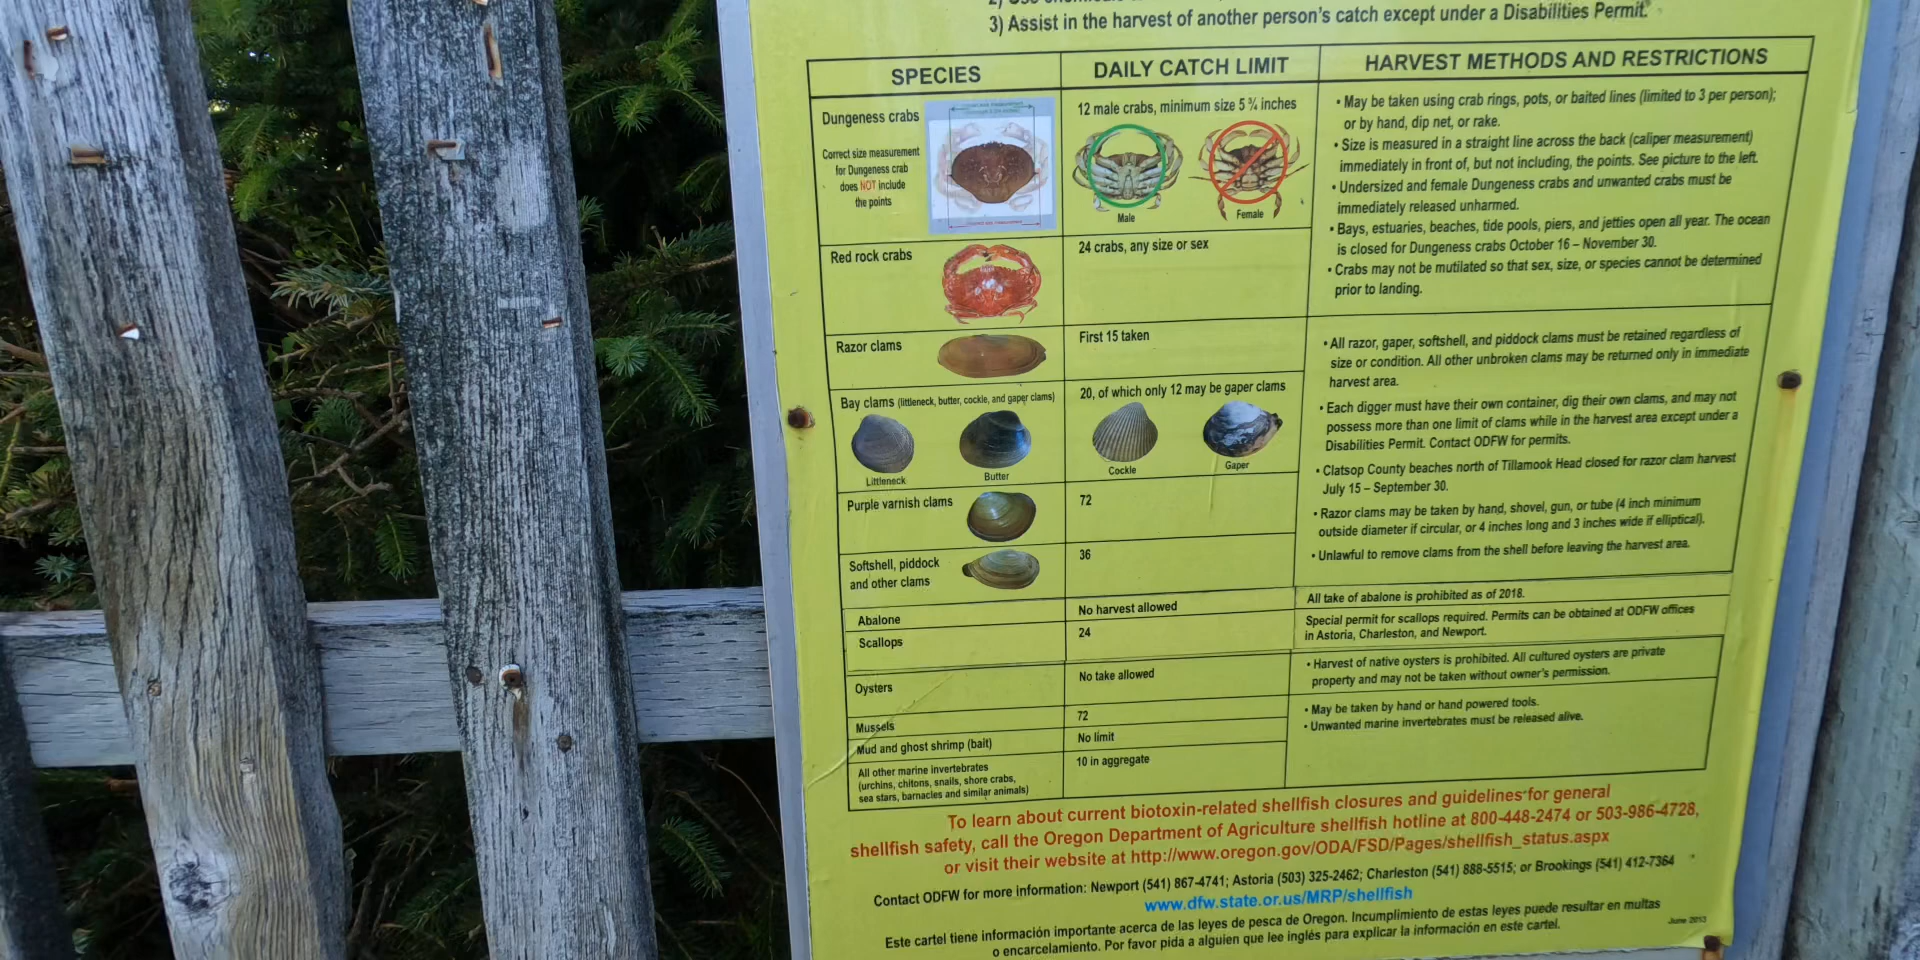 3) Assist in the harvest of another person's catch except under a Disabilities Permit.
SPECIES
DAILY CATCH LIMIT
HARVEST METHODS AND RESTRICTIONS
Dungeness crabs
Correct size measurement
for Dungeness crab
does NOT include
the points
12 male crabs, minimum size 5 ¾ inches
Male
Female
• May be taken using crab rings, pots, or baited lines (limited to 3 per person);
or by hand, dip net, or rake.
• Size is measured in a straight line across the back (caliper measurement)
immediately in front of, but not including, the points. See picture to the left.
• Undersized and female Dungeness crabs and unwanted crabs must be
immediately released unharmed.
• Bays, estuaries, beaches, tide pools, piers, and jetties open all year. The ocean
is closed for Dungeness crabs October 16 – November 30.
• Crabs may not be mutilated so that sex, size, or species cannot be determined
prior to landing.
Red rock crabs
24 crabs, any size or sex
Razor clams
First 15 taken
• All razor, gaper, softshell, and piddock clams must be retained regardless of
size or condition. All other unbroken clams may be returned only in immediate
harvest area.
• Each digger must have their own container, dig their own clams, and may not
possess more than one limit of clams while in the harvest area except under a
Disabilities Permit. Contact ODFW for permits.
• Clatsop County beaches north of Tillamook Head closed for razor clam harvest
July 15 – September 30.
• Razor clams may be taken by hand, shovel, gun, or tube (4 inch minimum
outside diameter if circular, or 4 inches long and 3 inches wide if elliptical).
• Unlawful to remove clams from the shell before leaving the harvest area.
Bay clams (littleneck, butter, cockle, and gaper clams)
20, of which only 12 may be gaper clams
Littleneck
Butter
Cockle
Gaper
Purple varnish clams
72
Softshell, piddock
and other clams
36
Abalone
No harvest allowed
All take of abalone is prohibited as of 2018.
Scallops
24
Special permit for scallops required. Permits can be obtained at ODFW offices
in Astoria, Charleston, and Newport.
Oysters
No take allowed
• Harvest of native oysters is prohibited. All cultured oysters are private
property and may not be taken without owner's permission.
Mussels
72
• May be taken by hand or hand powered tools.
• Unwanted marine invertebrates must be released alive.
Mud and ghost shrimp (bait)
No limit
All other marine invertebrates
(urchins, chitons, snails, shore crabs,
sea stars, barnacles and similar animals)
10 in aggregate
To learn about current biotoxin-related shellfish closures and guidelines for general
shellfish safety, call the Oregon Department of Agriculture shellfish hotline at 800-448-2474 or 503-986-4728,
or visit their website at http://www.oregon.gov/ODA/FSD/Pages/shellfish_status.aspx
Contact ODFW for more information: Newport (541) 867-4741; Astoria (503) 325-2462; Charleston (541) 888-5515; or Brookings (541) 412-7364
www.dfw.state.or.us/MRP/shellfish
Este cartel tiene información importante acerca de las leyes de pesca de Oregon. Incumplimiento de estas leyes puede resultar en multas
o encarcelamiento. Por favor pida a alguien que lee inglés para explicar la información en este cartel.
June 2013